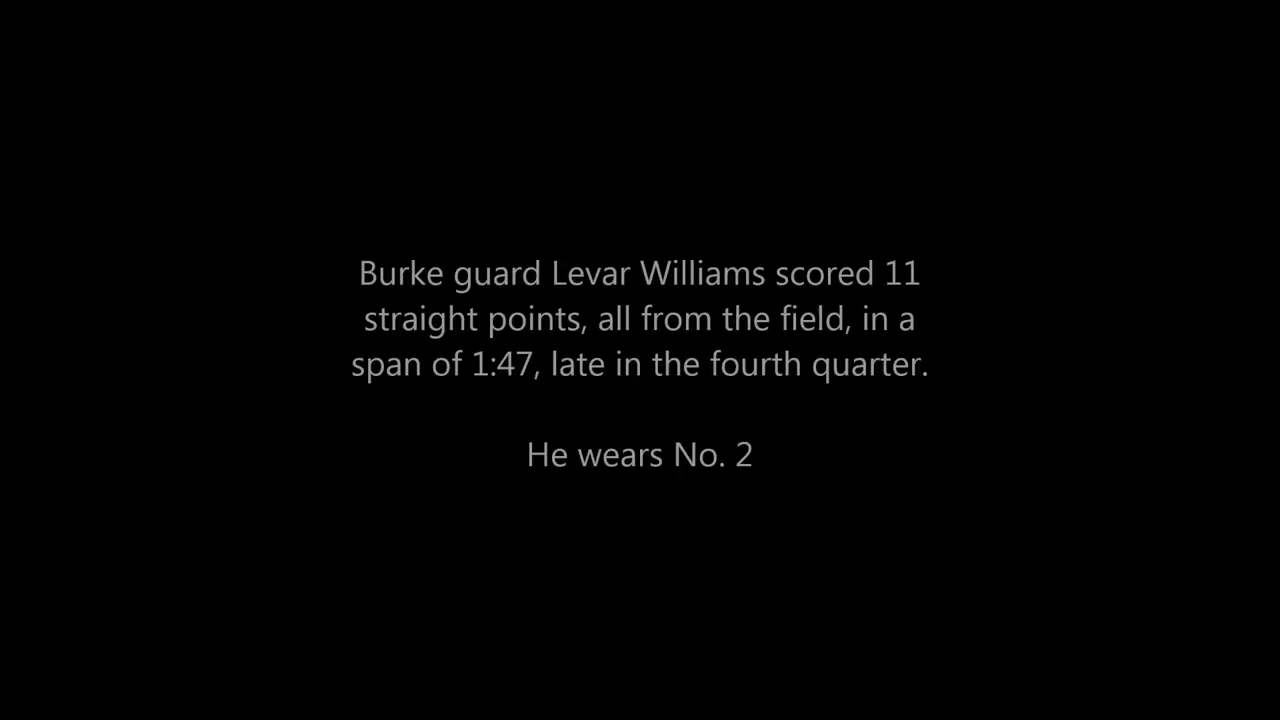 Burke guard Levar Williams scored 11
straight points, all from the field, in a
span of 1:47, late in the fourth quarter.
He wears No. 2